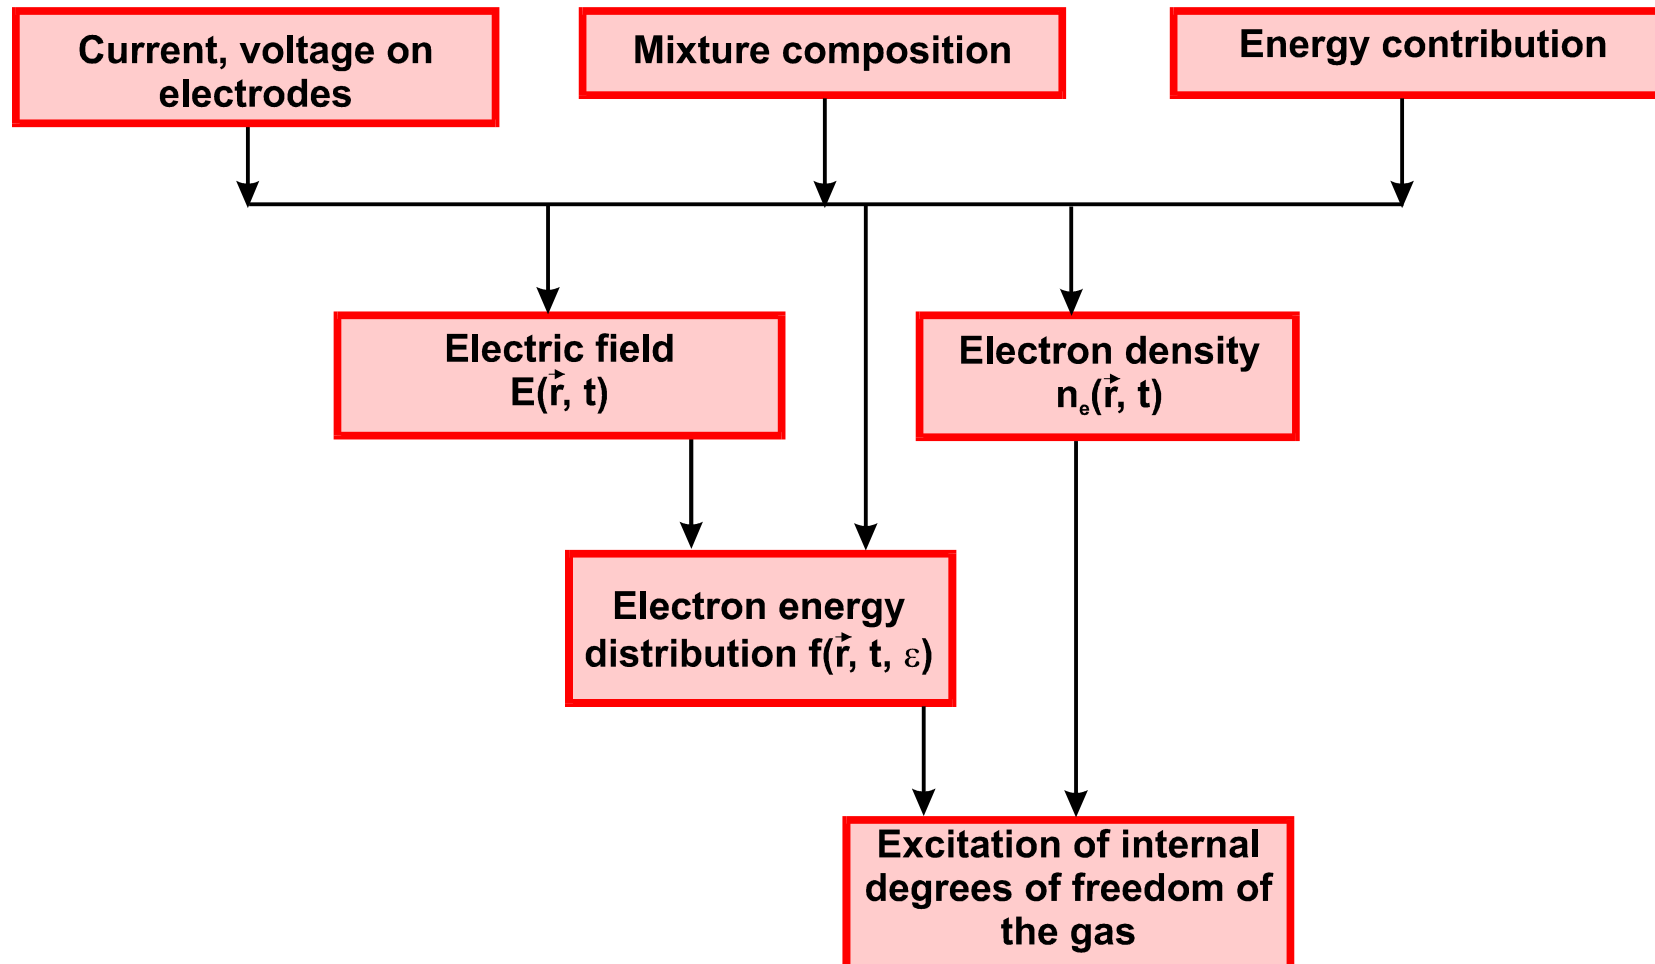 Current, voltage on
electrodes
Mixture composition
Energy contribution
Electric field
E(r⃗, t)
Electron density
nₑ(r⃗, t)
Electron energy
distribution f(r⃗, t, ε)
Excitation of internal
degrees of freedom of
the gas